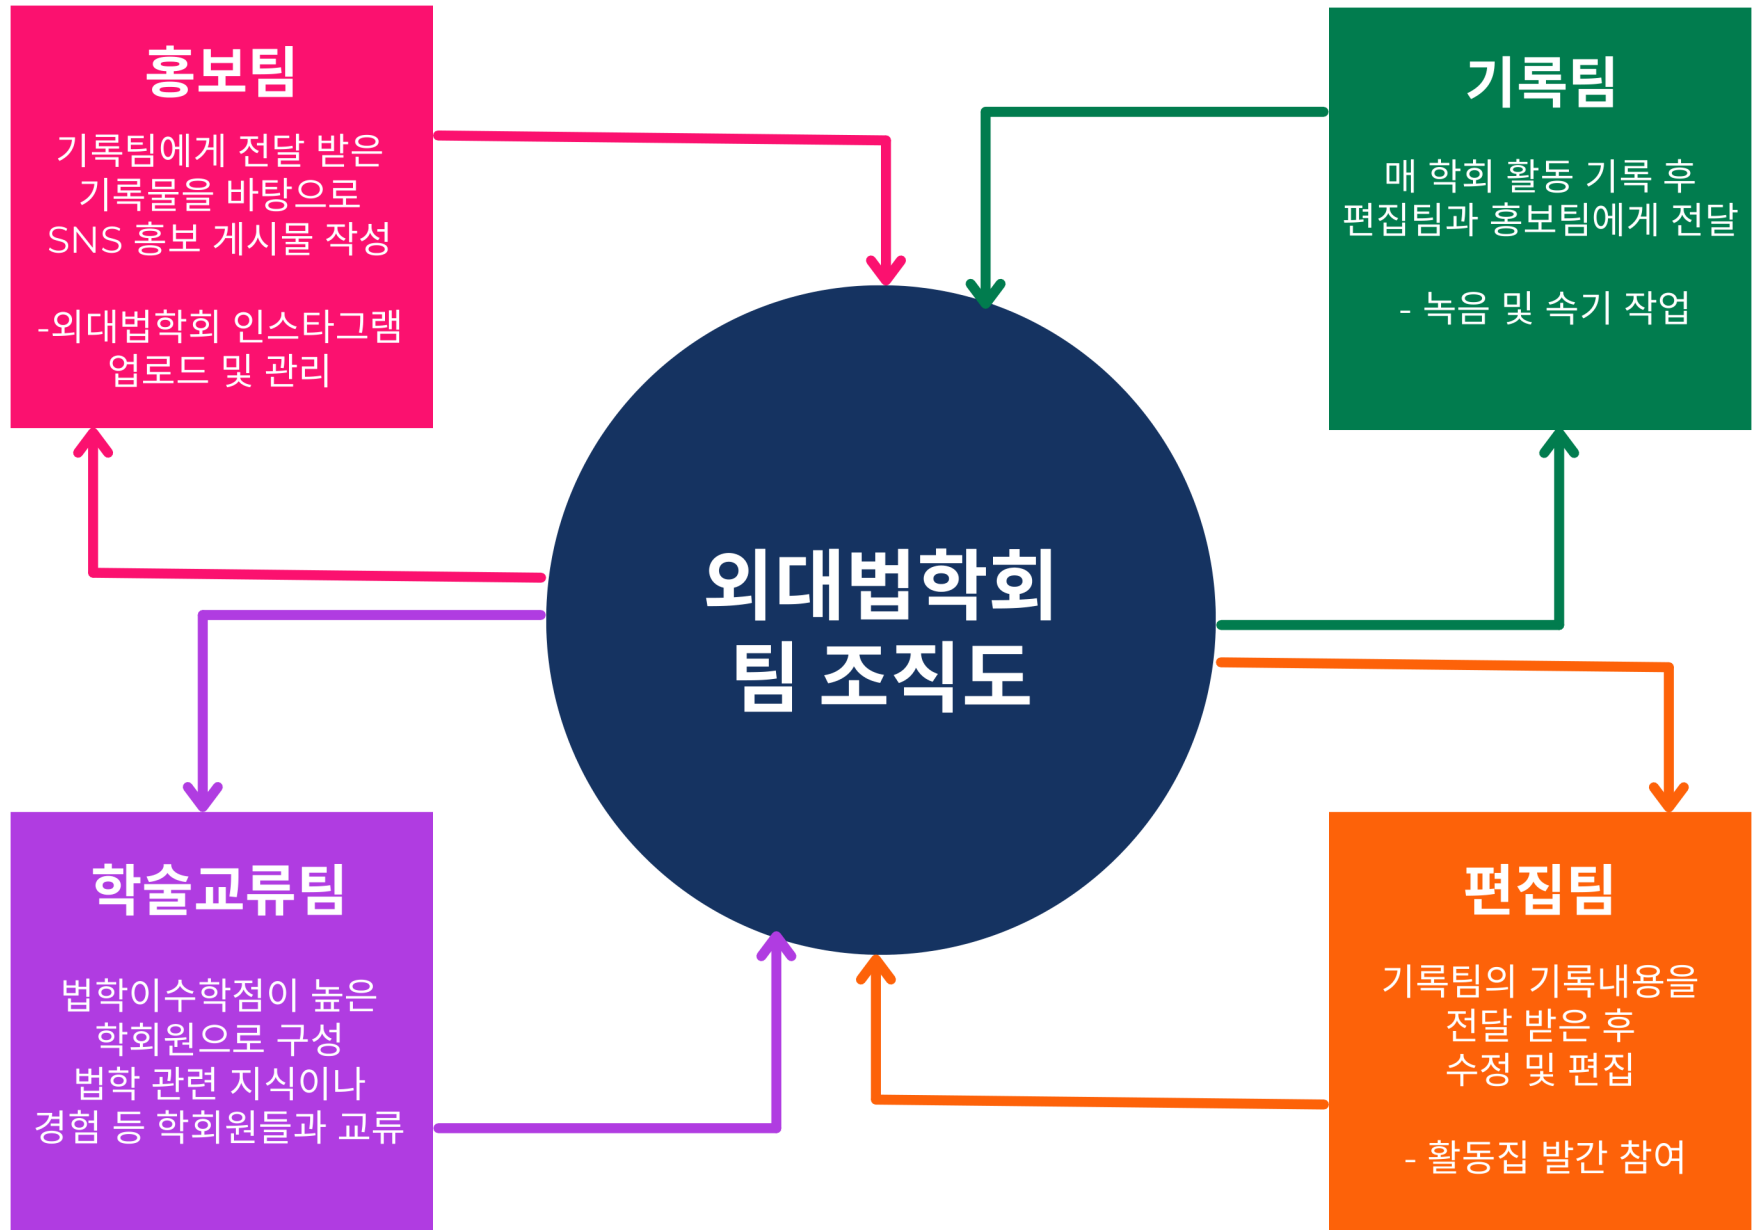 홍보팀
기록팀에게 전달 받은
기록물을 바탕으로
SNS 홍보 게시물 작성
-외대법학회 인스타그램
업로드 및 관리
기록팀
매 학회 활동 기록 후
편집팀과 홍보팀에게 전달
- 녹음 및 속기 작업
외대법학회
팀 조직도
학술교류팀
법학이수학점이 높은
학회원으로 구성
법학 관련 지식이나
경험 등 학회원들과 교류
편집팀
기록팀의 기록내용을
전달 받은 후
수정 및 편집
- 활동집 발간 참여